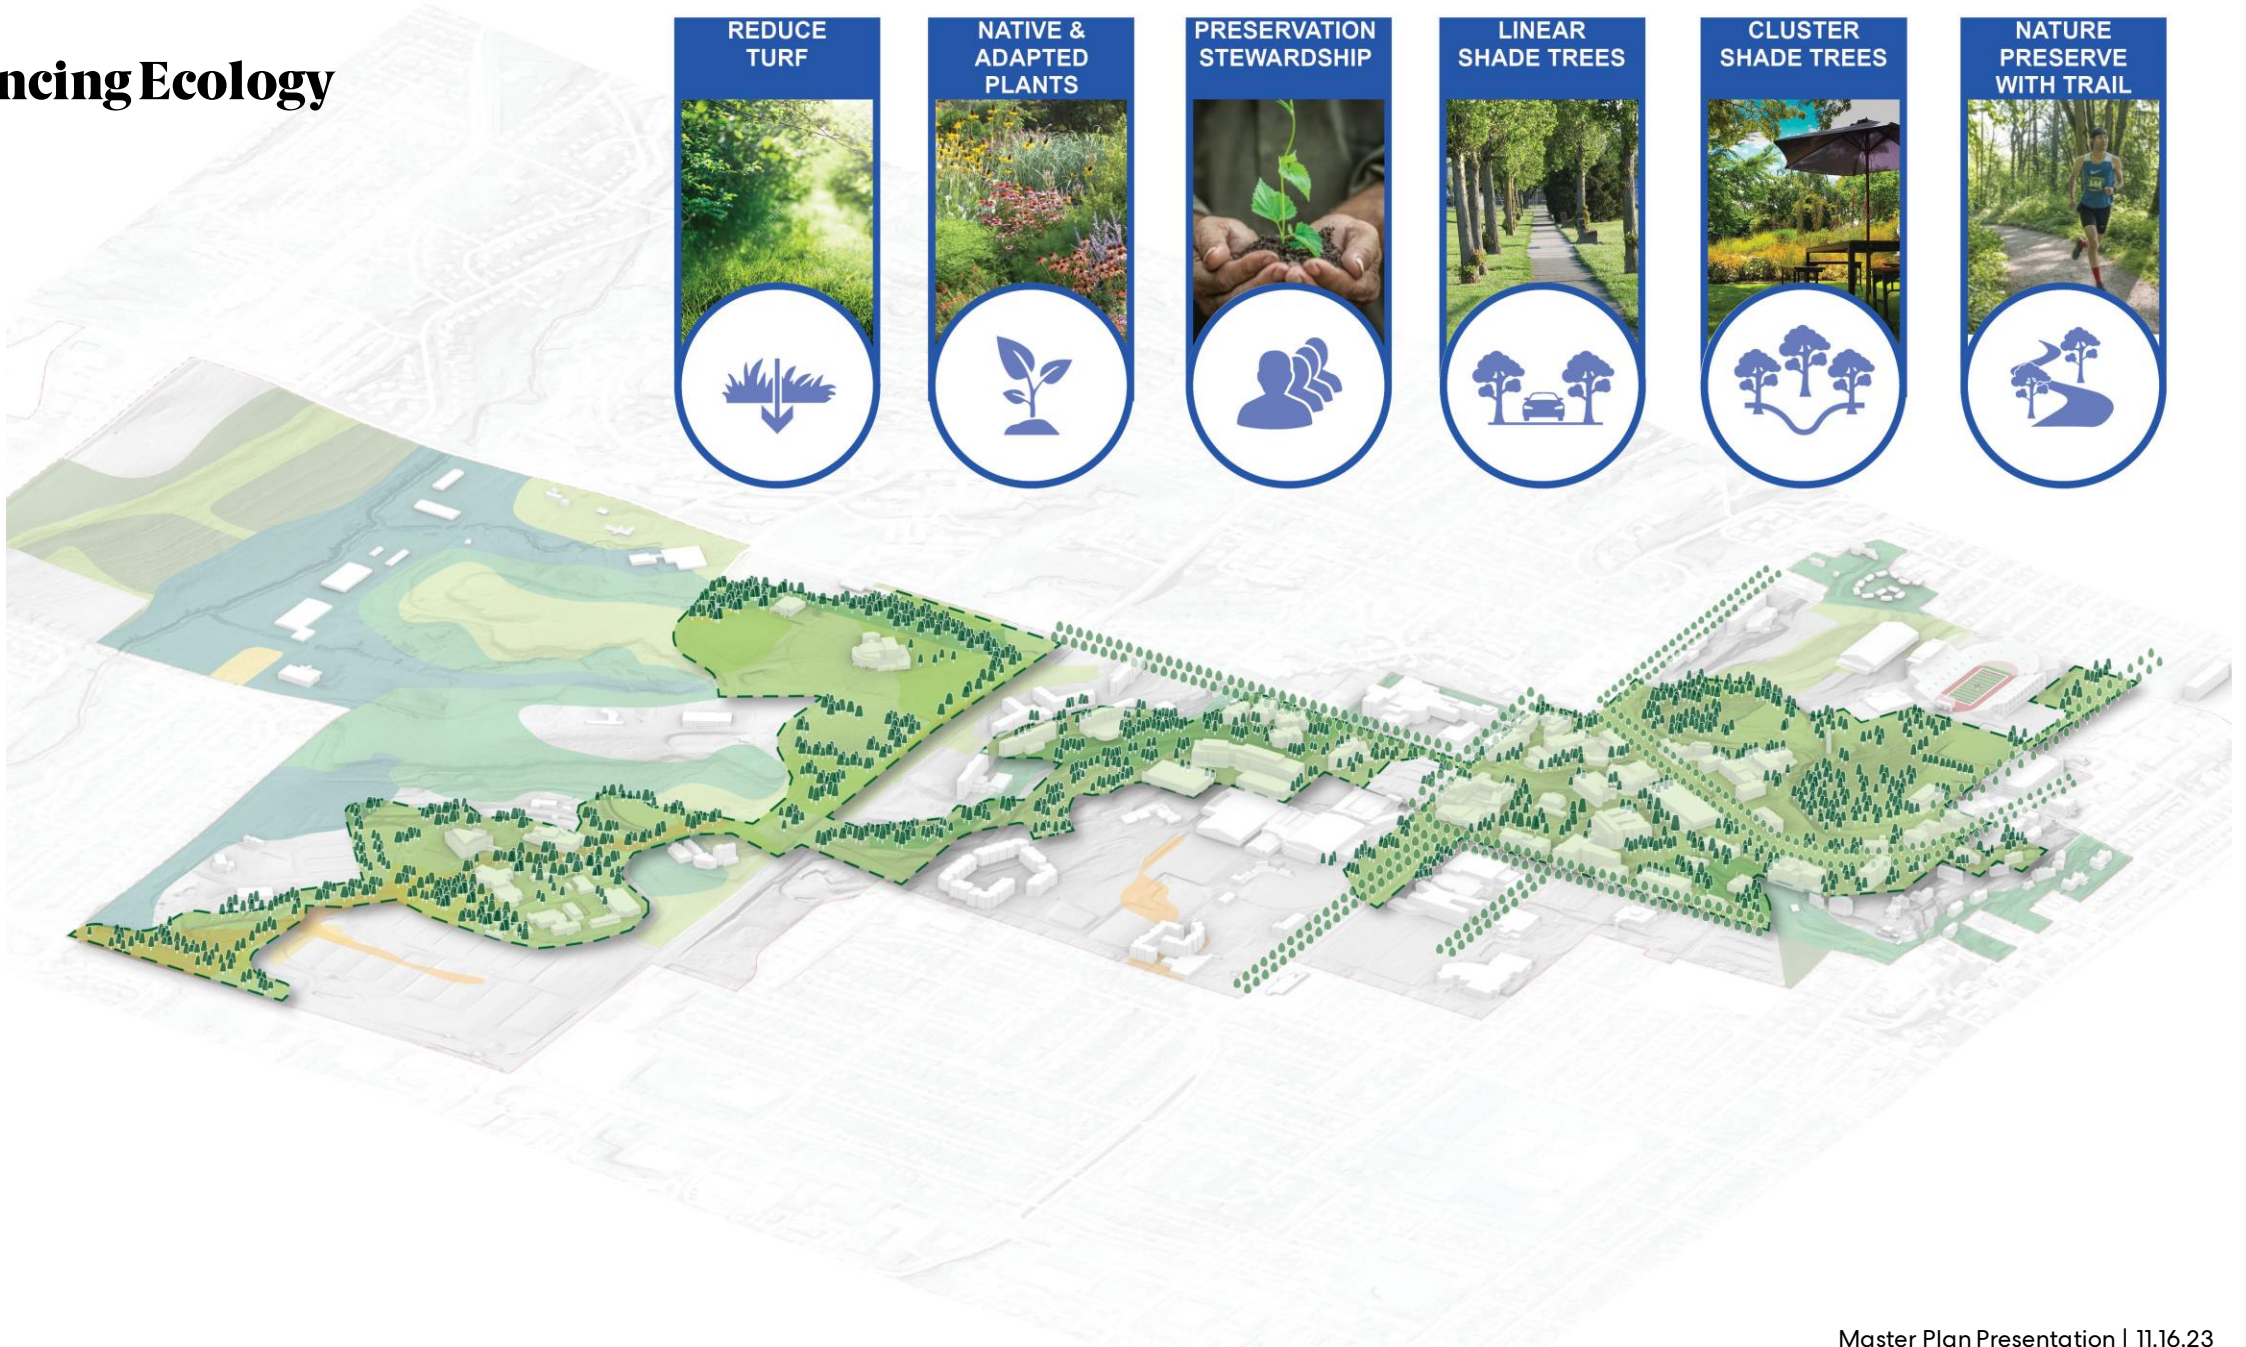 ncing Ecology
REDUCE
TURF
NATIVE &
ADAPTED
PLANTS
PRESERVATION
STEWARDSHIP
LINEAR
SHADE TREES
CLUSTER
SHADE TREES
NATURE
PRESERVE
WITH TRAIL
Master Plan Presentation | 11.16.23